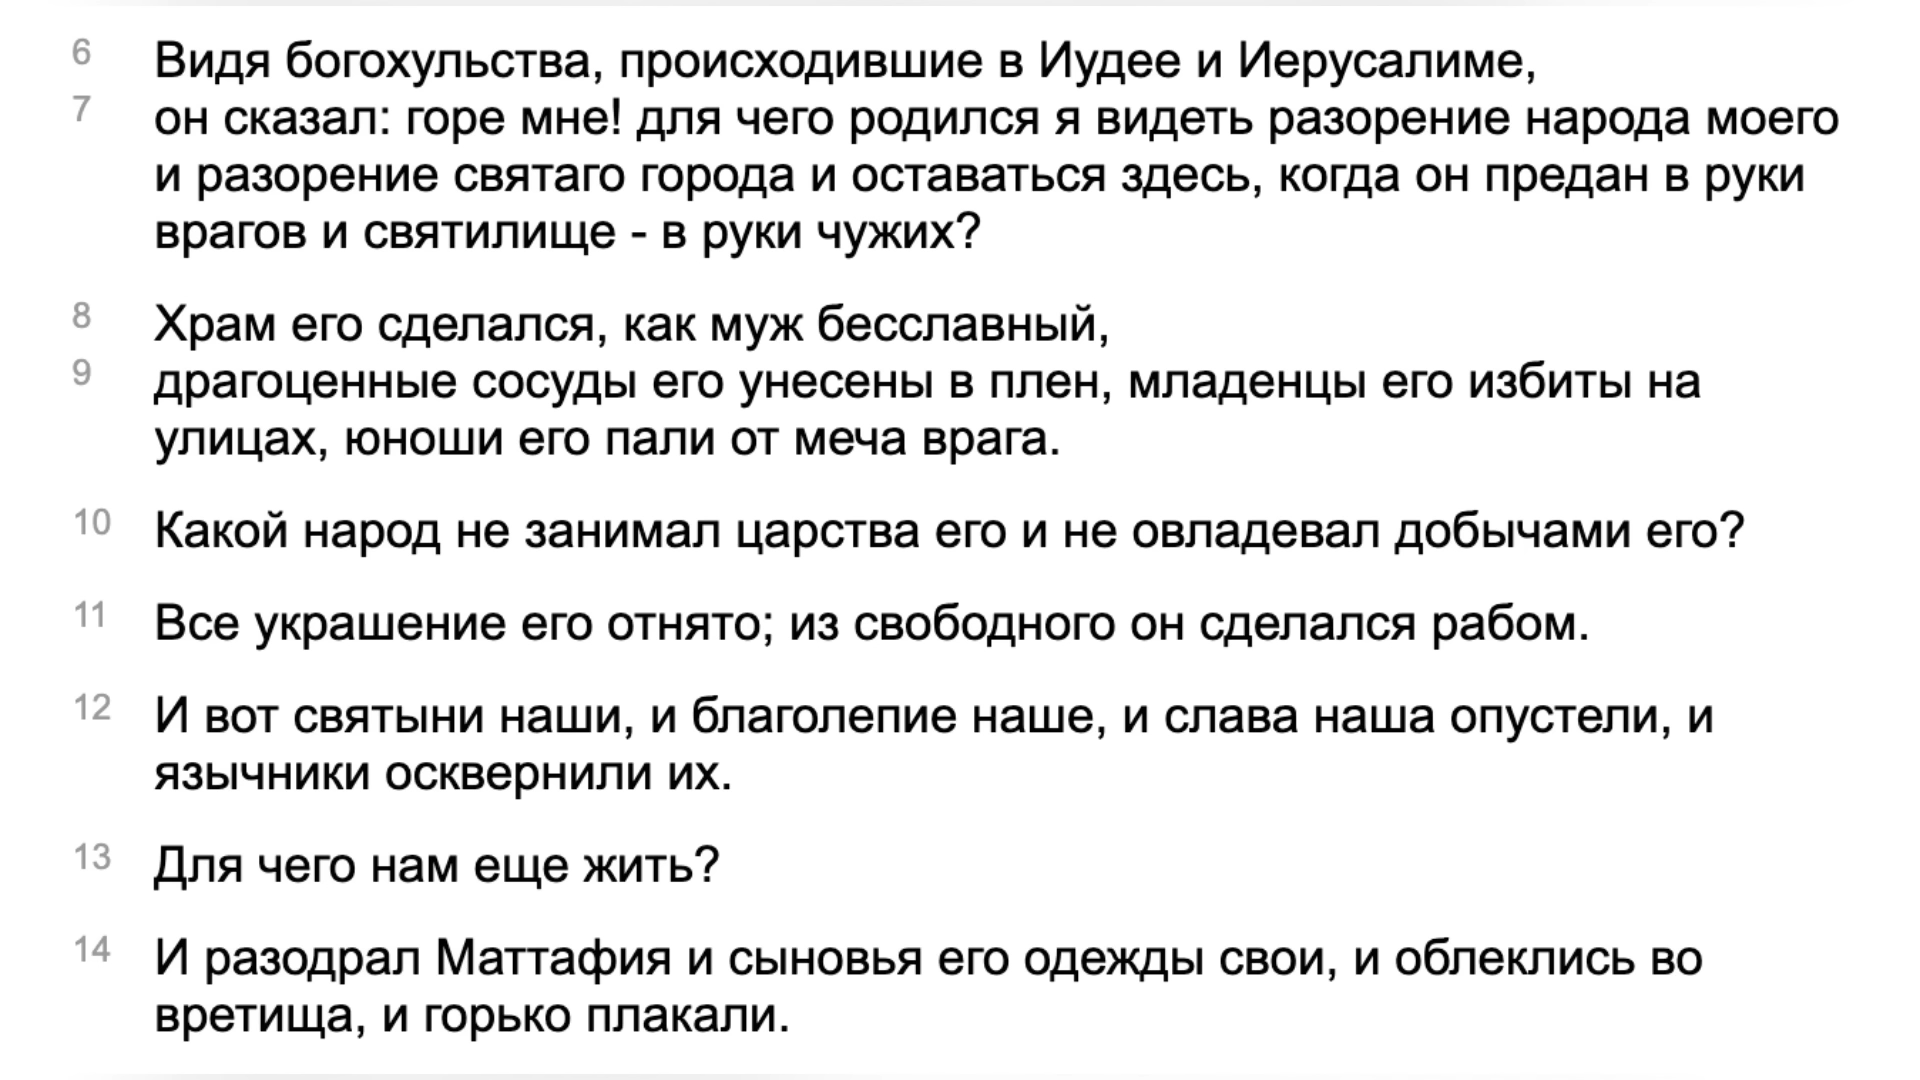 6 Видя богохульства, происходившие в Иудее и Иерусалиме,
7 он сказал: горе мне! для чего родился я видеть разорение народа моего
и разорение святаго города и оставаться здесь, когда он предан в руки
врагов и святилище - в руки чужих?
8 Храм его сделался, как муж бесславный,
9 драгоценные сосуды его унесены в плен, младенцы его избиты на
улицах, юноши его пали от меча врага.
10 Какой народ не занимал царства его и не овладевал добычами его?
11 Все украшение его отнято; из свободного он сделался рабом.
12 И вот святыни наши, и благолепие наше, и слава наша опустели, и
язычники осквернили их.
13 Для чего нам еще жить?
14 И разодрал Маттафия и сыновья его одежды свои, и облеклись во
вретища, и горько плакали.